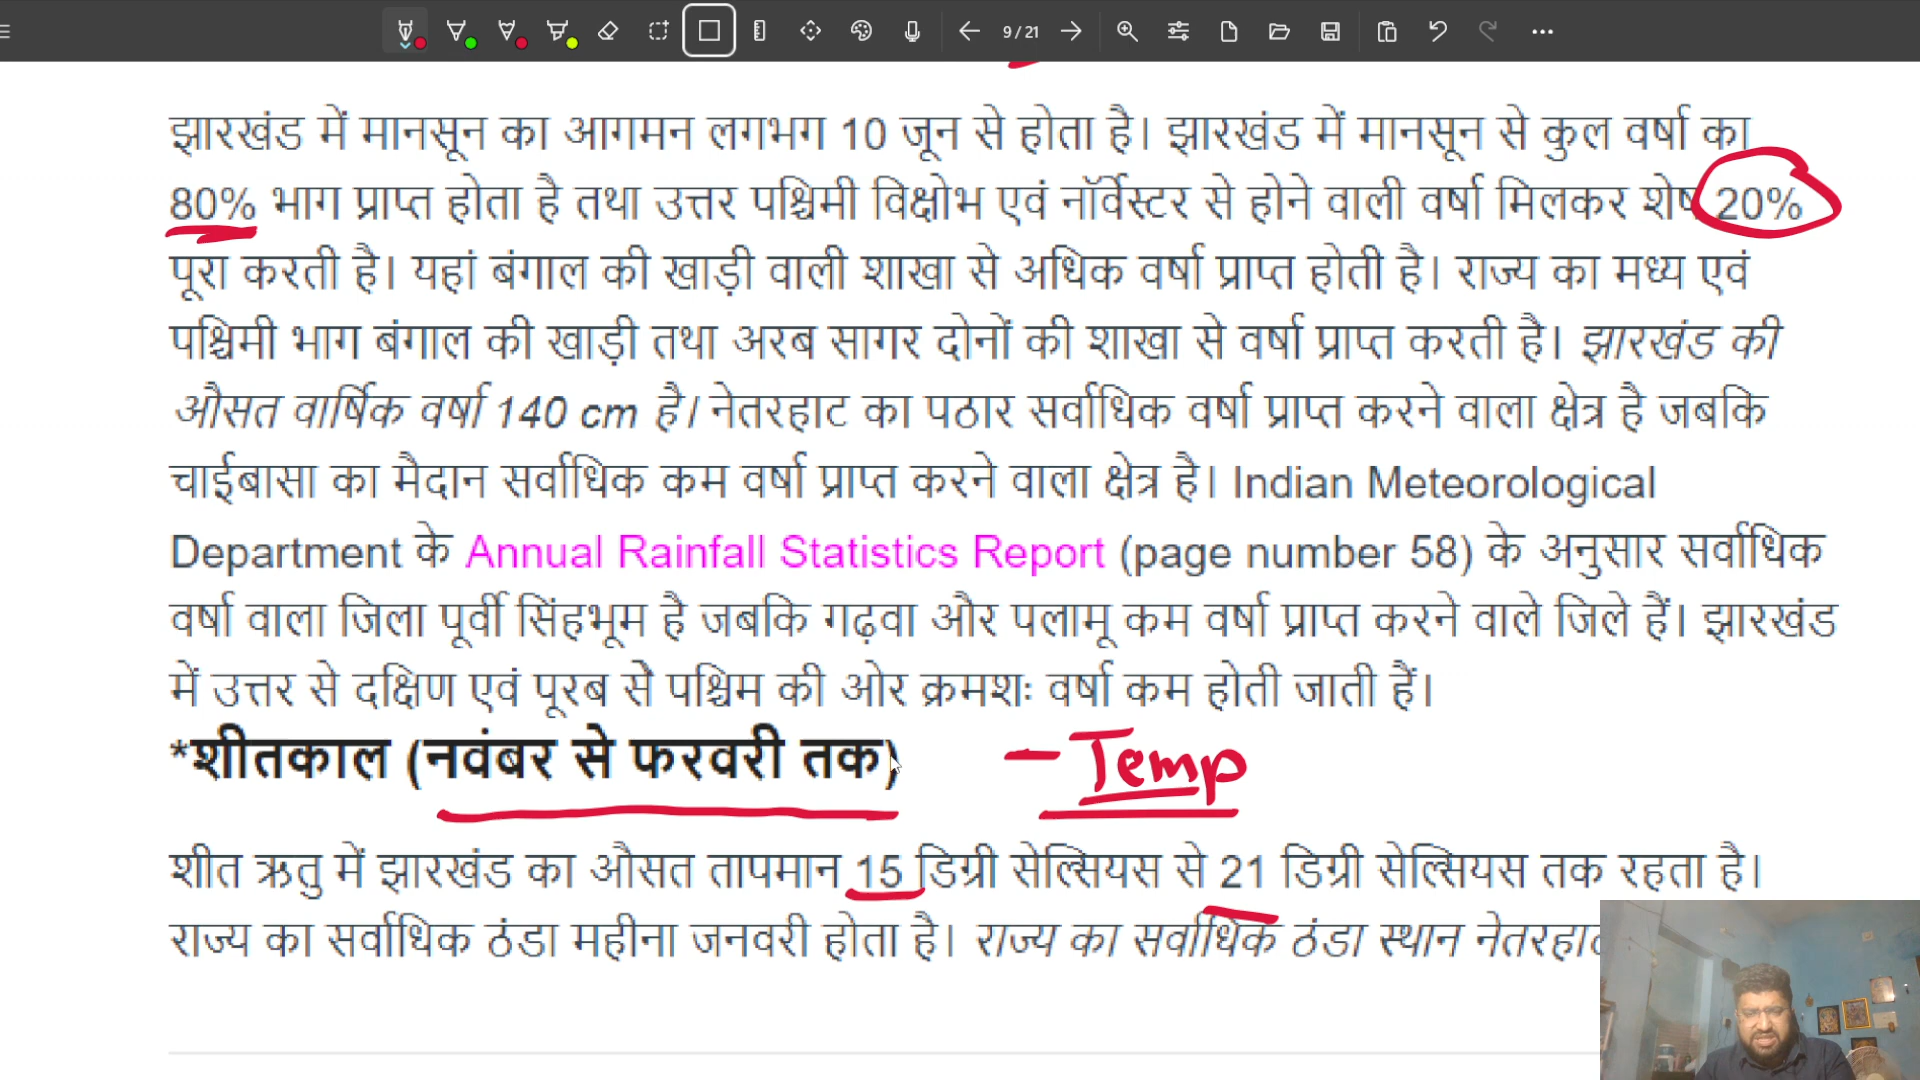 9 / 21
झारखंड में मानसून का आगमन लगभग 10 जून से होता है। झारखंड में मानसून से कुल वर्षा का
80% भाग प्राप्त होता है तथा उत्तर पश्चिमी विक्षोभ एवं नॉर्वेस्टर से होने वाली वर्षा मिलकर शेष 20%
पूरा करती है। यहां बंगाल की खाड़ी वाली शाखा से अधिक वर्षा प्राप्त होती है। राज्य का मध्य एवं
पश्चिमी भाग बंगाल की खाड़ी तथा अरब सागर दोनों की शाखा से वर्षा प्राप्त करती है। झारखंड की
औसत वार्षिक वर्षा 140 cm है। नेतरहाट का पठार सर्वाधिक वर्षा प्राप्त करने वाला क्षेत्र है जबकि
चाईबासा का मैदान सर्वाधिक कम वर्षा प्राप्त करने वाला क्षेत्र है। Indian Meteorological
Department के Annual Rainfall Statistics Report (page number 58) के अनुसार सर्वाधिक
वर्षा वाला जिला पूर्वी सिंहभूम है जबकि गढ़वा और पलामू कम वर्षा प्राप्त करने वाले जिले हैं। झारखंड
में उत्तर से दक्षिण एवं पूरब से पश्चिम की ओर क्रमशः वर्षा कम होती जाती हैं।
*शीतकाल (नवंबर से फरवरी तक) – Temp
शीत ऋतु में झारखंड का औसत तापमान 15 डिग्री सेल्सियस से 21 डिग्री सेल्सियस तक रहता है।
राज्य का सर्वाधिक ठंडा महीना जनवरी होता है। राज्य का सर्वाधिक ठंडा स्थान